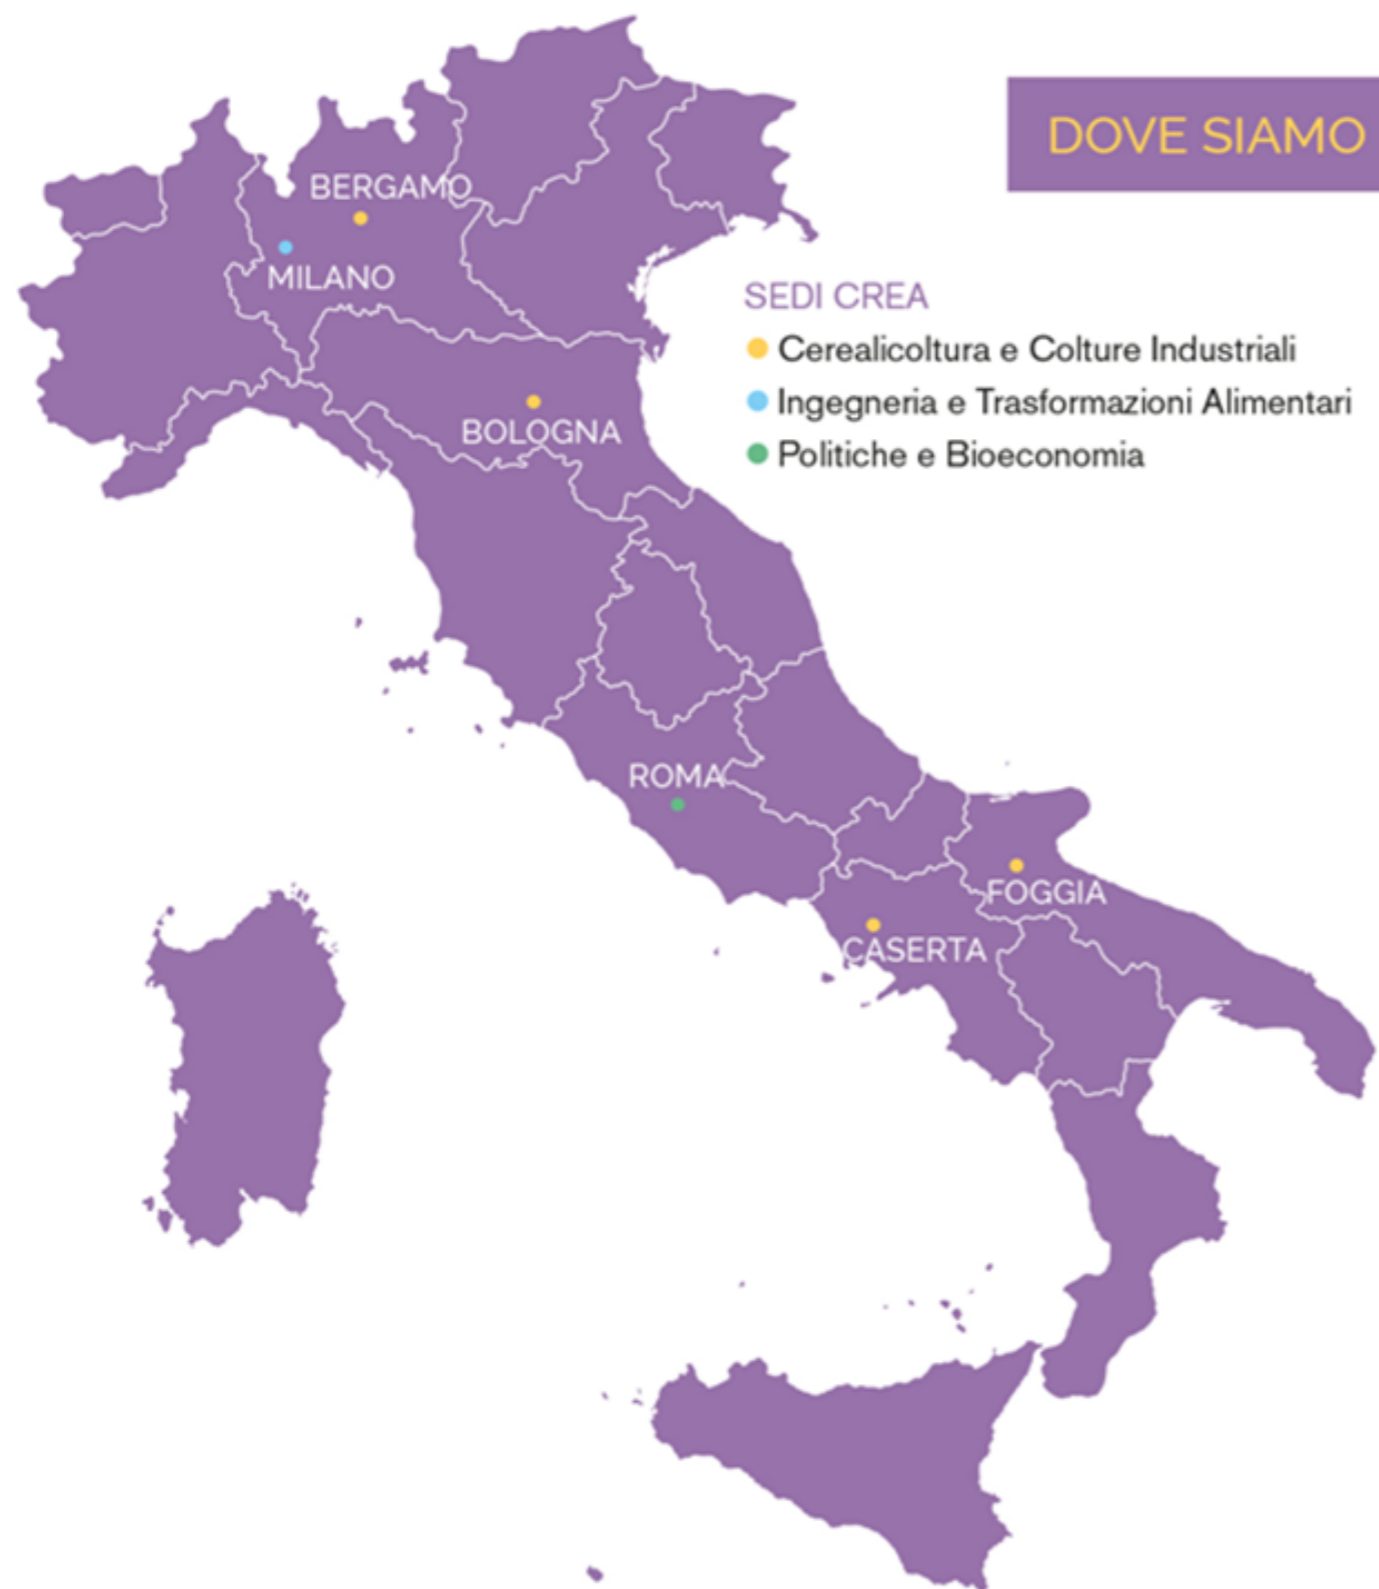 DOVE SIAMO
BERGAMO
MILANO
SEDI CREA
Cerealicoltura e Colture Industriali
Ingegneria e Trasformazioni Alimentari
Politiche e Bioeconomia
BOLOGNA
ROMA
FOGGIA
CASERTA